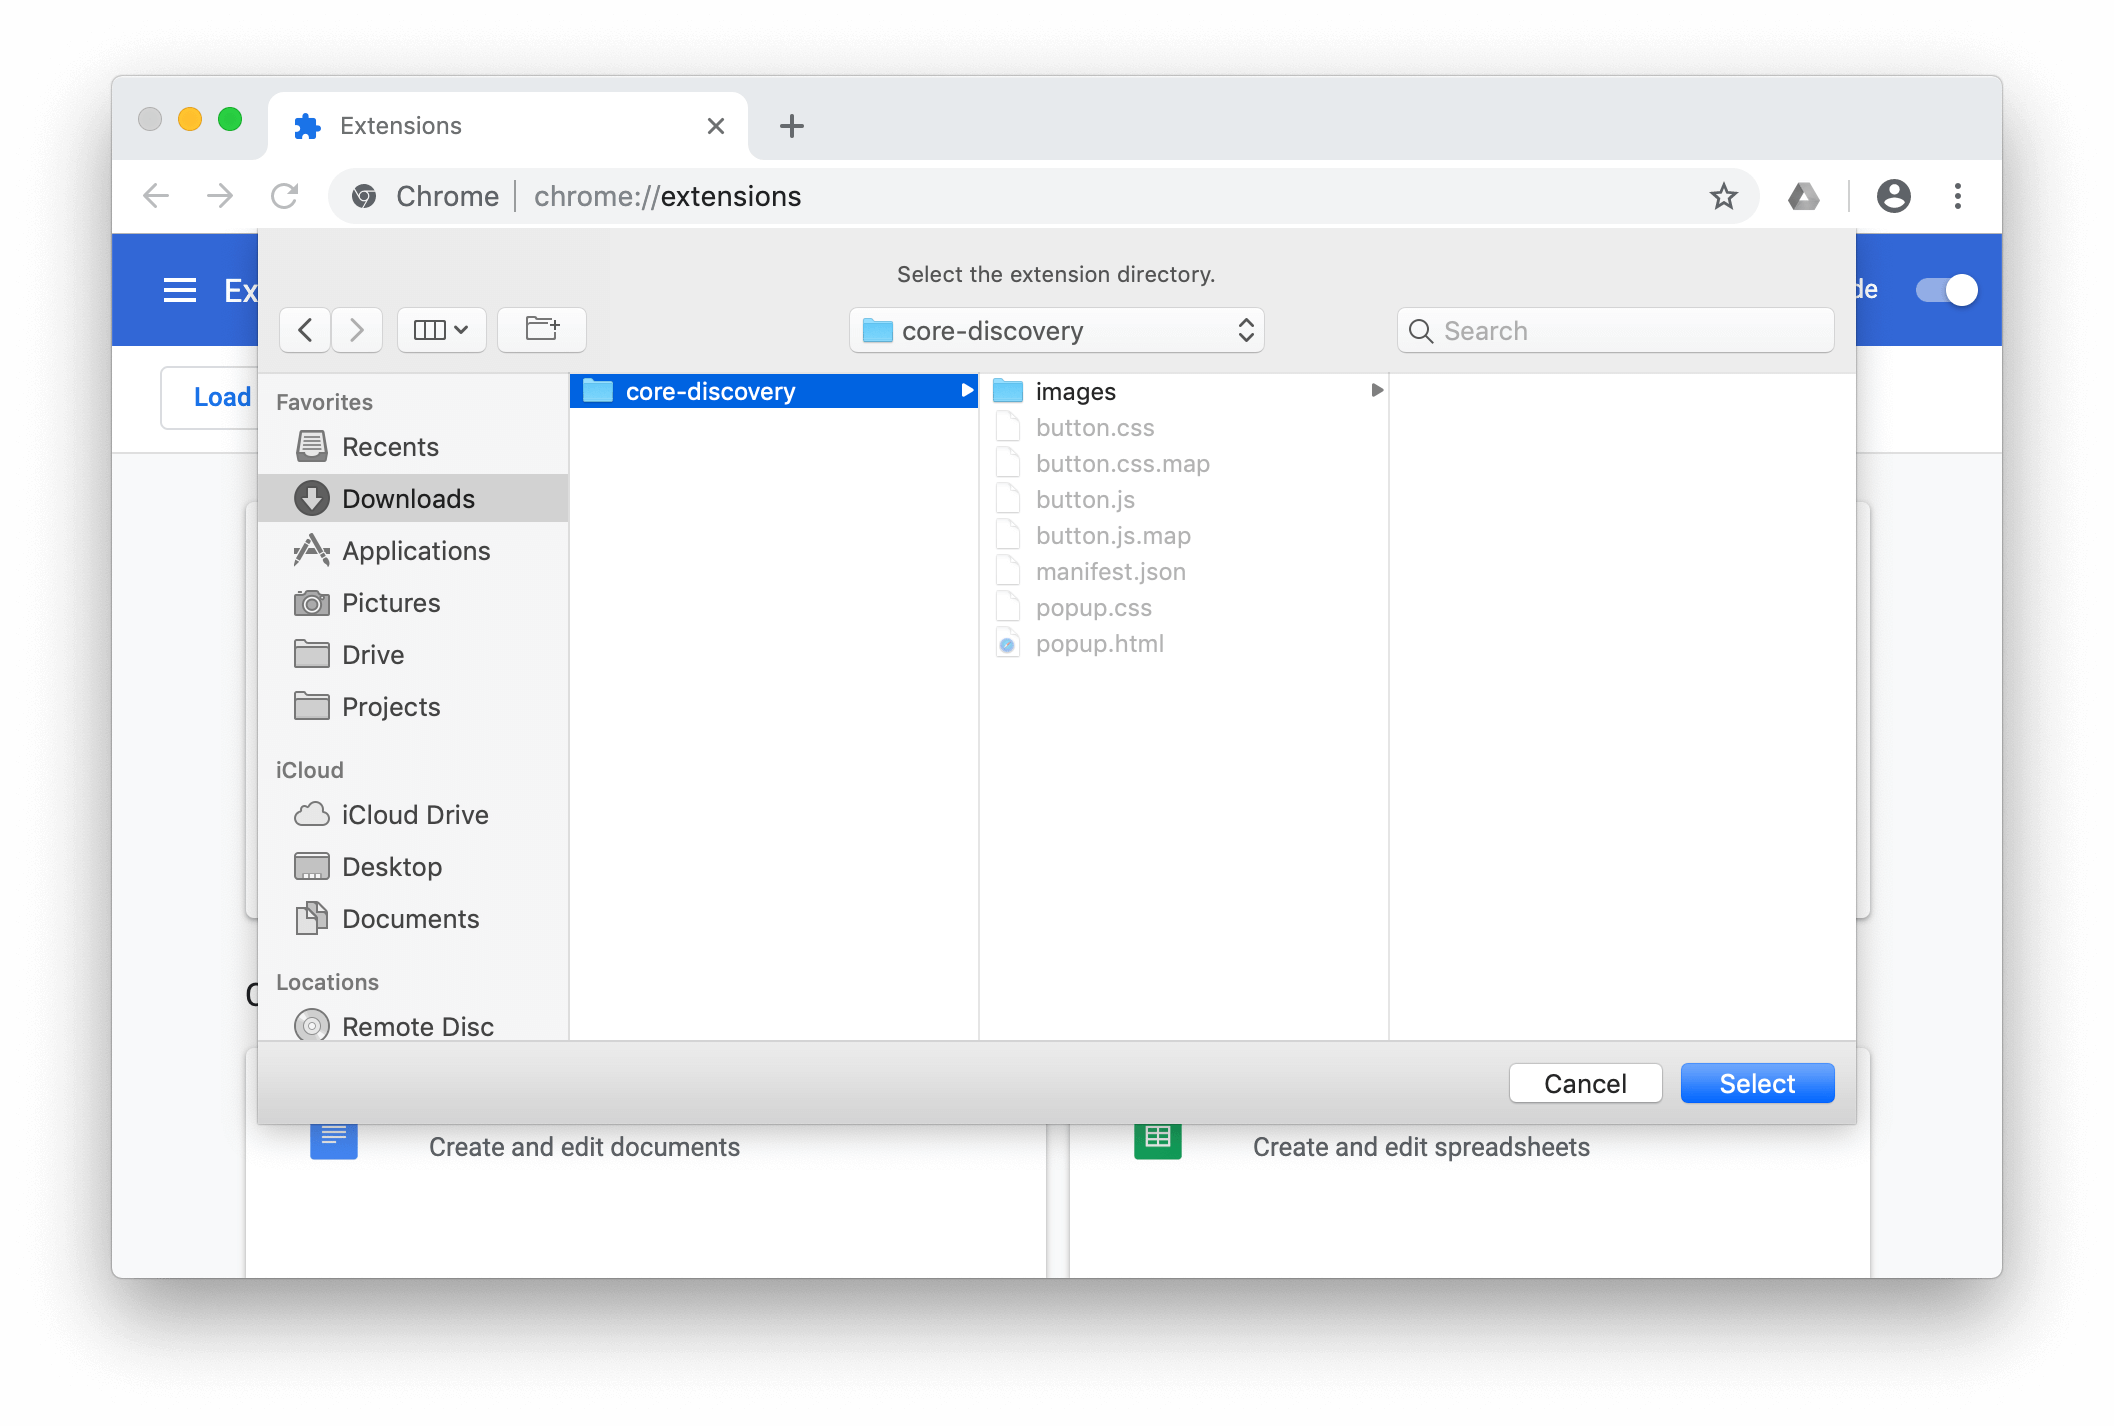 Extensions
Chrome | chrome://extensions
Select the extension directory.
Ex
de
core-discovery
Search
Load
Favorites
Recents
Downloads
Applications
Pictures
Drive
Projects
iCloud
iCloud Drive
Desktop
Documents
Locations
Remote Disc
core-discovery
images
button.css
button.css.map
button.js
button.js.map
manifest.json
popup.css
popup.html
Cancel
Select
Create and edit documents
Create and edit spreadsheets